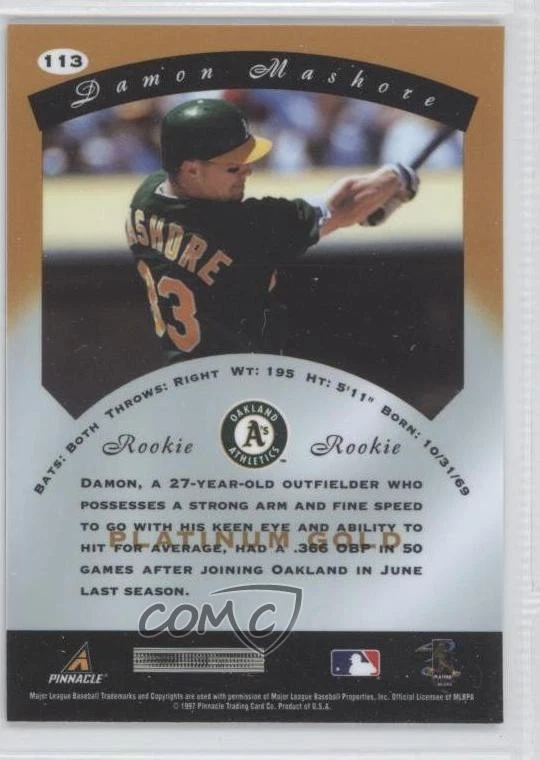 113
Damon Mashore
ASHORE
33
Bats: Both Throws: Right Wt: 195 Ht: 5'11" Born: 10/31/69
Rookie Rookie
OAKLAND
A's
ATHLETICS
™
DAMON, A 27-YEAR-OLD OUTFIELDER WHO
POSSESSES A STRONG ARM AND FINE SPEED
TO GO WITH HIS KEEN EYE AND ABILITY TO
PLATINUM GOLD
HIT FOR AVERAGE, HAD A .366 OBP IN 50
GAMES AFTER JOINING OAKLAND IN JUNE
LAST SEASON.
COMC
PINNACLE
Major League Baseball Trademarks and Copyrights are used with permission of Major League Baseball Properties, Inc. Official Licensee of MLBPA
© 1997 Pinnacle Trading Card Co. Product of U.S.A.